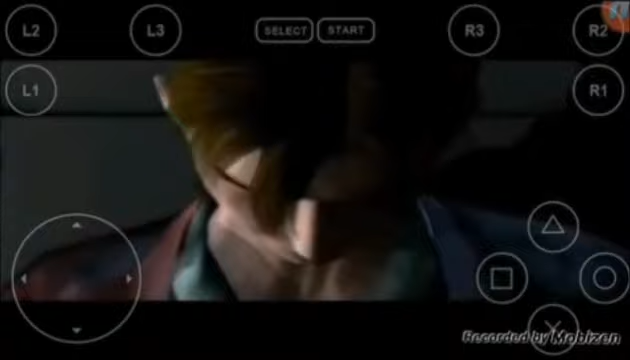 L2
L3
SELECT
START
R3
R2
L1
R1
Recorded by Mobizen